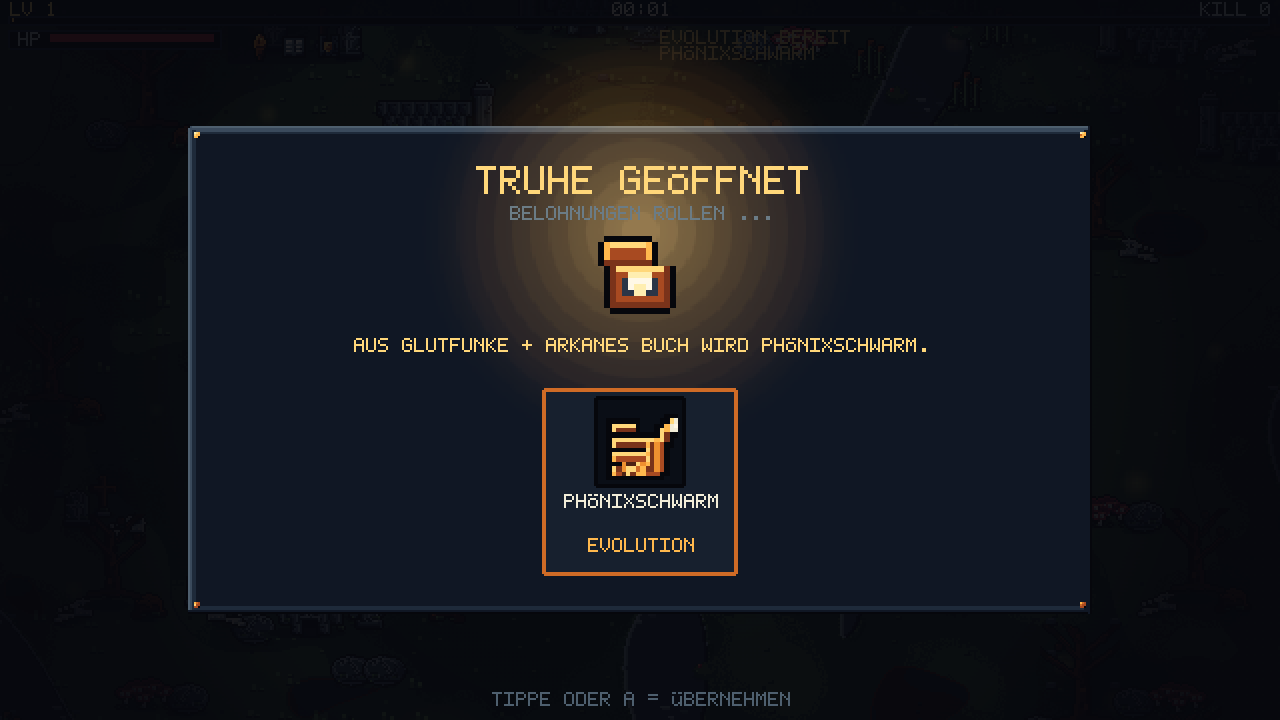 LV 1
00:01
KILL 0
HP
EVOLUTION BEREIT
PHöNIXSCHWARM
TRUHE GEöFFNET
BELOHNUNGEN ROLLEN ...
AUS GLUTFUNKE + ARKANES BUCH WIRD PHöNIXSCHWARM.
PHöNIXSCHWARM
EVOLUTION
TIPPE ODER A = üBERNEHMEN